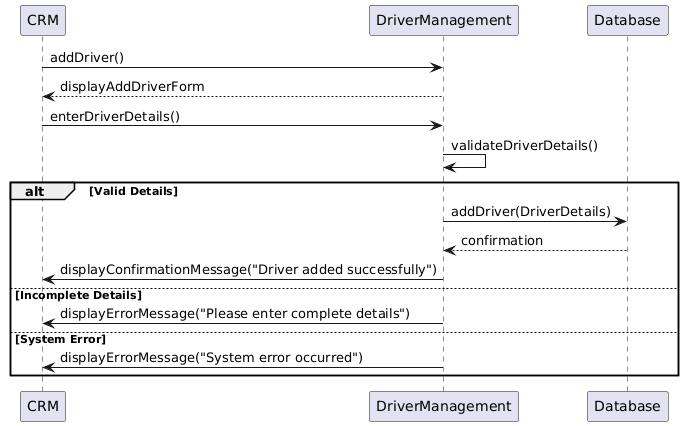 CRM DriverManagement Database
addDriver()
displayAddDriverForm
enterDriverDetails()
validateDriverDetails()
alt [Valid Details]
addDriver(DriverDetails)
confirmation
displayConfirmationMessage("Driver added successfully")
[Incomplete Details]
displayErrorMessage("Please enter complete details")
[System Error]
displayErrorMessage("System error occurred")
CRM DriverManagement Database